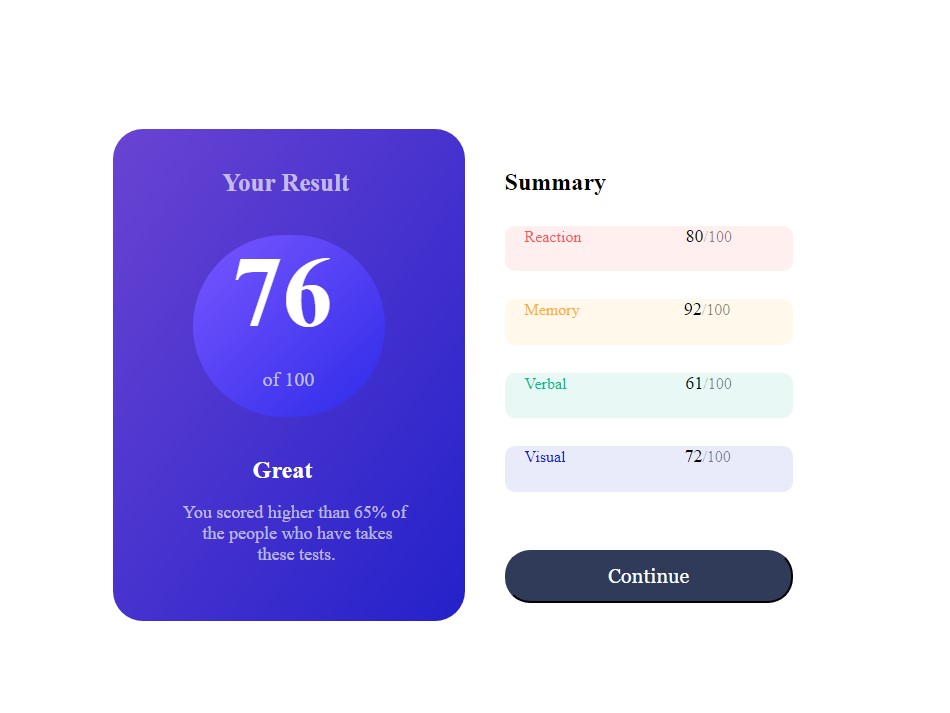 Your Result
76
of 100
Great
You scored higher than 65% of
the people who have takes
these tests.
Summary
Reaction 80/100
Memory 92/100
Verbal 61/100
Visual 72/100
Continue